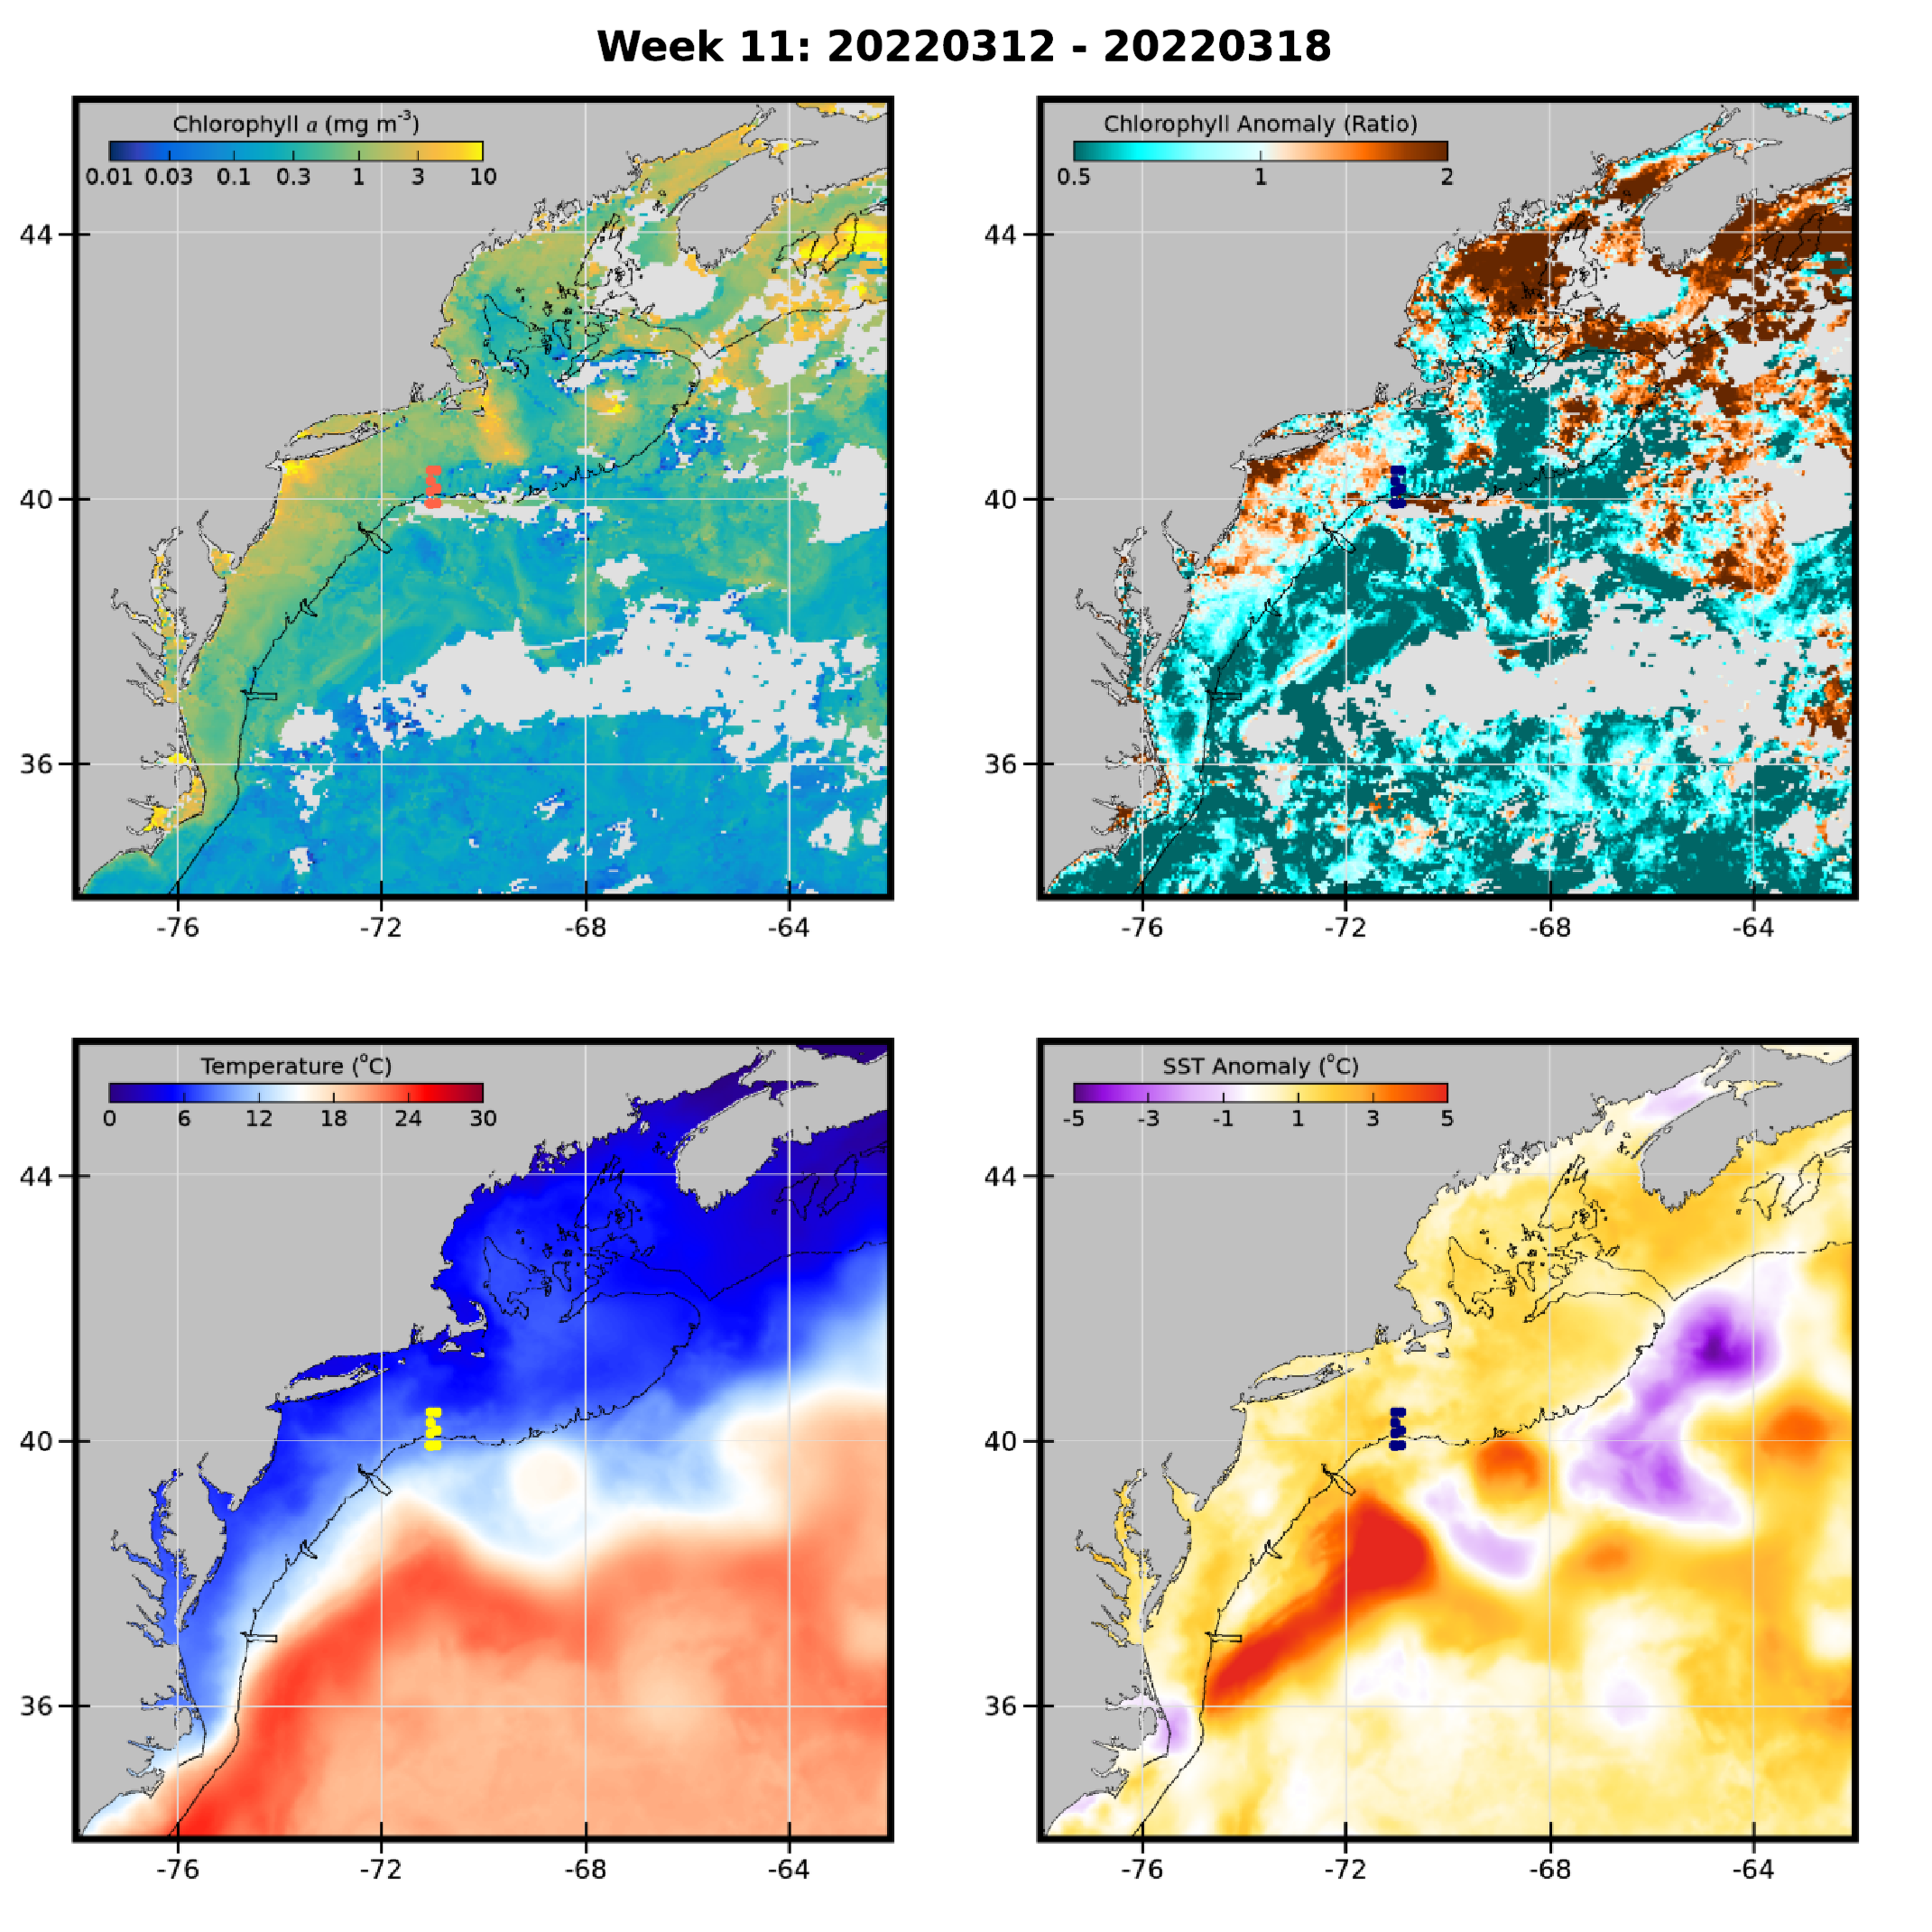 Week 11: 20220312 - 20220318
Chlorophyll a (mg m-3)
0.01 0.03 0.1 0.3 1 3 10
44
40
36
-76 -72 -68 -64
Chlorophyll Anomaly (Ratio)
0.5 1 2
44
40
36
-76 -72 -68 -64
Temperature (oC)
0 6 12 18 24 30
44
40
36
-76 -72 -68 -64
SST Anomaly (oC)
-5 -3 -1 1 3 5
44
40
36
-76 -72 -68 -64